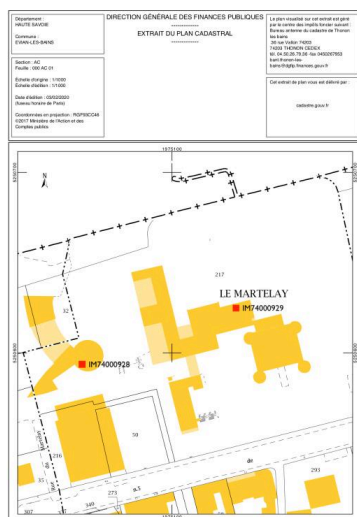 Département :
HAUTE SAVOIE
Commune :
EVIAN-LES-BAINS
Section : AC
Feuille : 000 AC 01
Échelle d'origine : 1/1000
Échelle d'édition : 1/1000
Date d'édition : 03/02/2020
(fuseau horaire de Paris)
Coordonnées en projection : RGF93CC46
©2017 Ministère de l'Action et des
Comptes publics
DIRECTION GÉNÉRALE DES FINANCES PUBLIQUES
EXTRAIT DU PLAN CADASTRAL
Le plan visualisé sur cet extrait est géré
par le centre des impôts foncier suivant :
Bureau antenne du cadastre de Thonon
les bains
74203 THONON CEDEX
Cet extrait de plan vous est délivré par :
cadastre.gouv.fr
1973100
N
217
LE MARTELAY
IM74000929
32
IM74000928
30
216
35
293
273
de
349
307
1973100